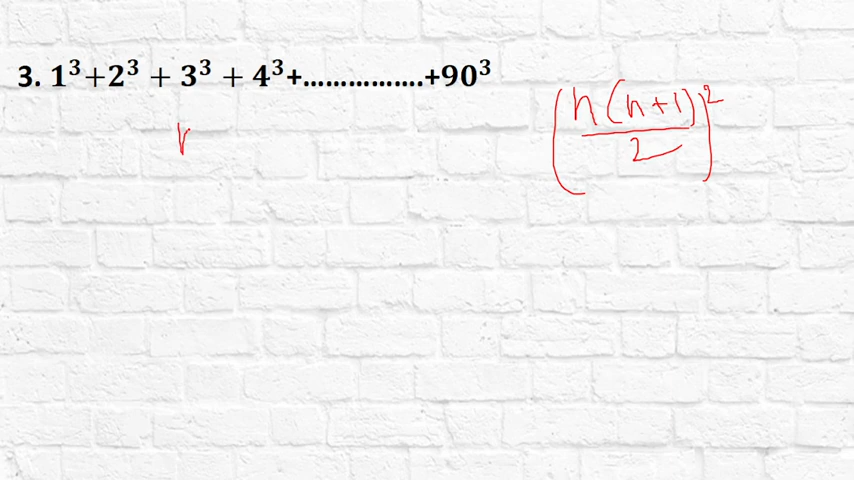 3. 1³+2³ + 3³ + 4³+...............+90³
(n(n+1)/2)²